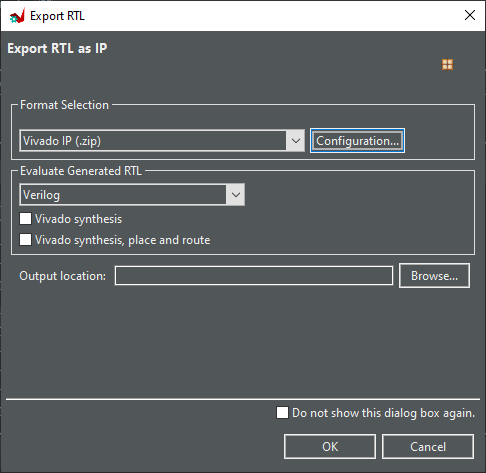 Export RTL
Export RTL as IP
Format Selection
Vivado IP (.zip)
Configuration...
Evaluate Generated RTL
Verilog
Vivado synthesis
Vivado synthesis, place and route
Output location:
Browse...
Do not show this dialog box again.
OK
Cancel